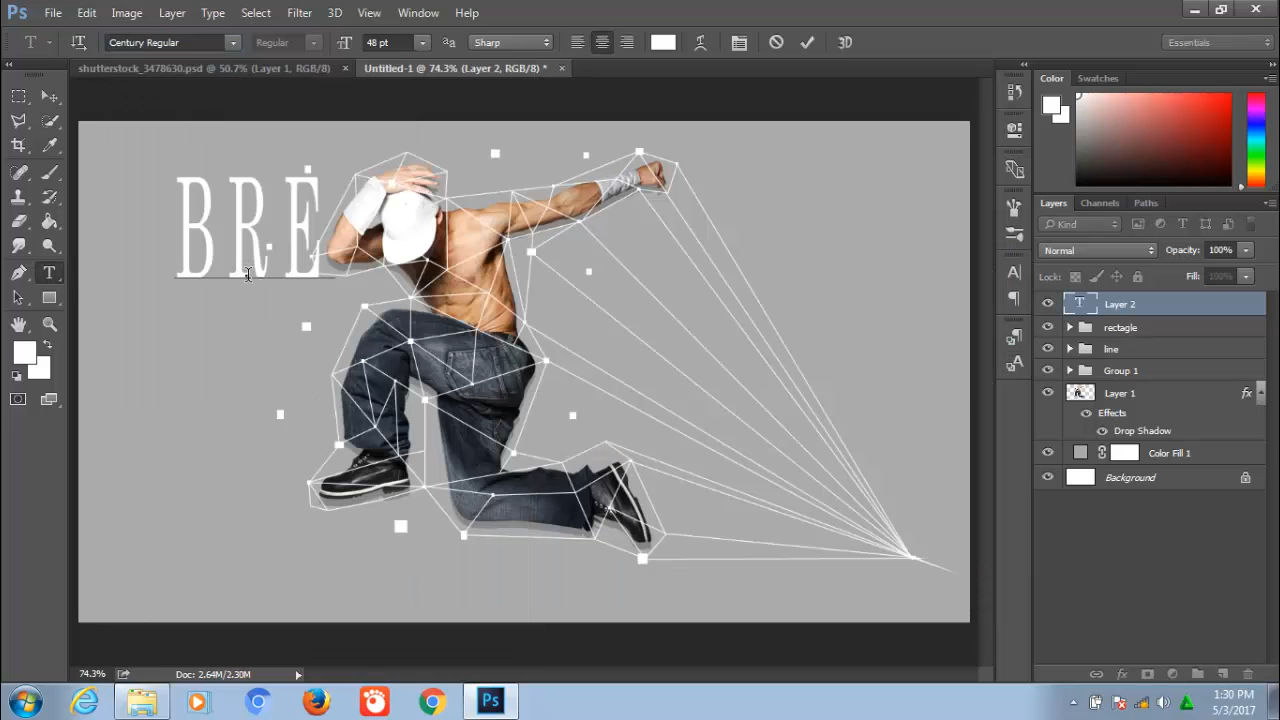 Ps File Edit Image Layer Type Select Filter 3D View Window Help
T Century Regular Regular 48 pt aa Sharp 3D Essentials
shutterstock_3478630.psd @ 50.7% (Layer 1, RGB/8) × Untitled-1 @ 74.3% (Layer 2, RGB/8) * ×
Color Swatches
BRE
Layers Channels Paths
Kind
Normal Opacity: 100%
Lock: Fill: 100%
T Layer 2
rectagle
line
Group 1
Layer 1 fx
Effects
Drop Shadow
Color Fill 1
Background
74.3% Doc: 2.64M/2.30M
Ps 1:30 PM
5/3/2017